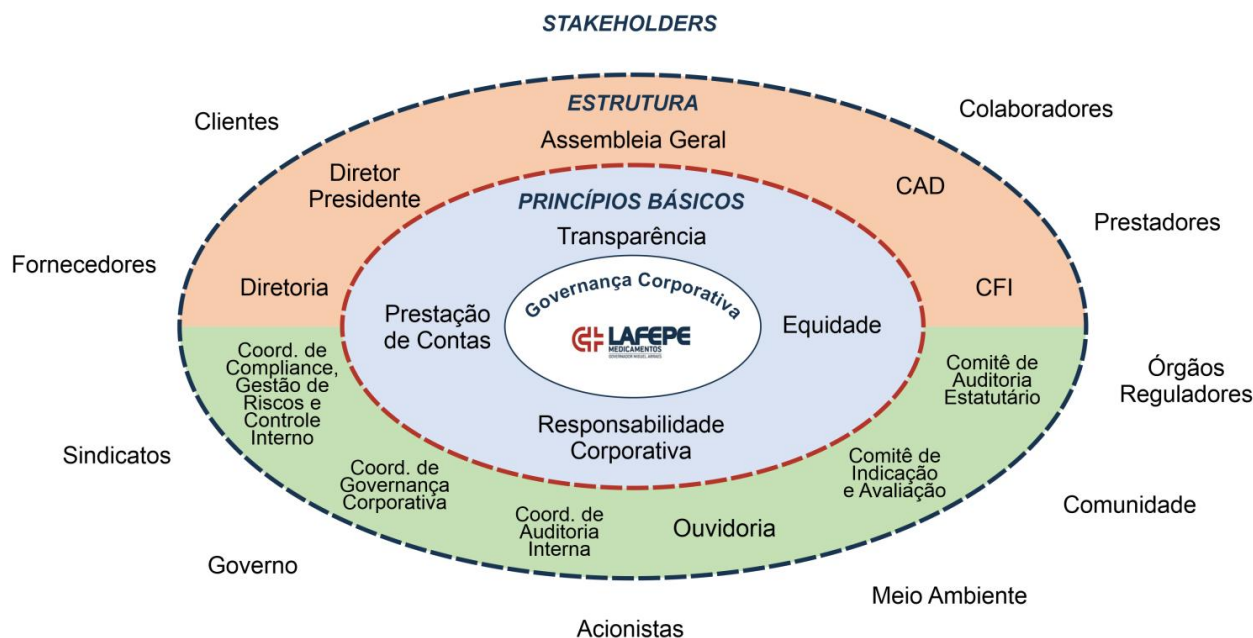 STAKEHOLDERS
Clientes
Colaboradores
Prestadores
Fornecedores
Órgãos
Reguladores
Sindicatos
Comunidade
Governo
Meio Ambiente
Acionistas
ESTRUTURA
Assembleia Geral
Diretor
Presidente
CAD
Diretoria
CFI
Coord. de
Compliance,
Gestão de
Riscos e
Controle
Interno
Coord. de
Governança
Corporativa
Coord. de
Auditoria
Interna
Ouvidoria
Comitê de
Indicação
e Avaliação
Comitê de
Auditoria
Estatutário
PRINCÍPIOS BÁSICOS
Transparência
Prestação
de Contas
Equidade
Responsabilidade
Corporativa
Governança Corporativa
LAFEPE
MEDICAMENTOS
GOVERNADOR MIGUEL ARRAES